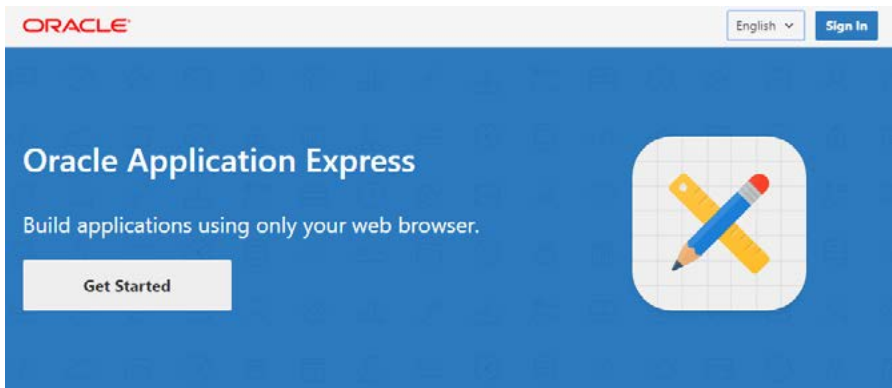 ORACLE
English
Sign In
Oracle Application Express
Build applications using only your web browser.
Get Started